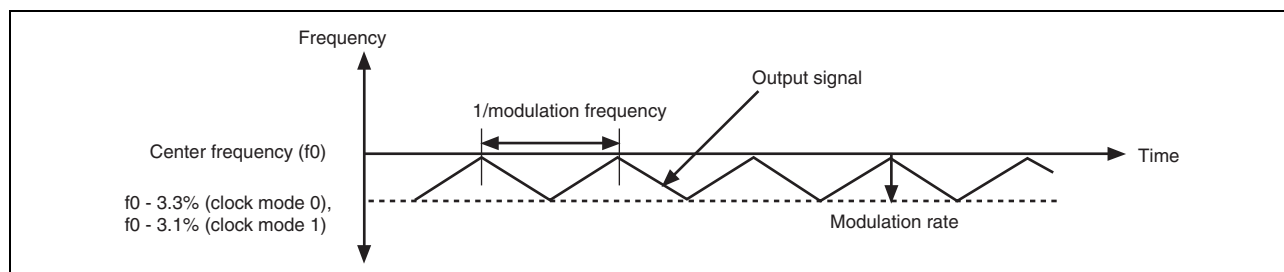 Frequency
Output signal
1/modulation frequency
Center frequency (f0)
Time
f0 - 3.3% (clock mode 0),
f0 - 3.1% (clock mode 1)
Modulation rate